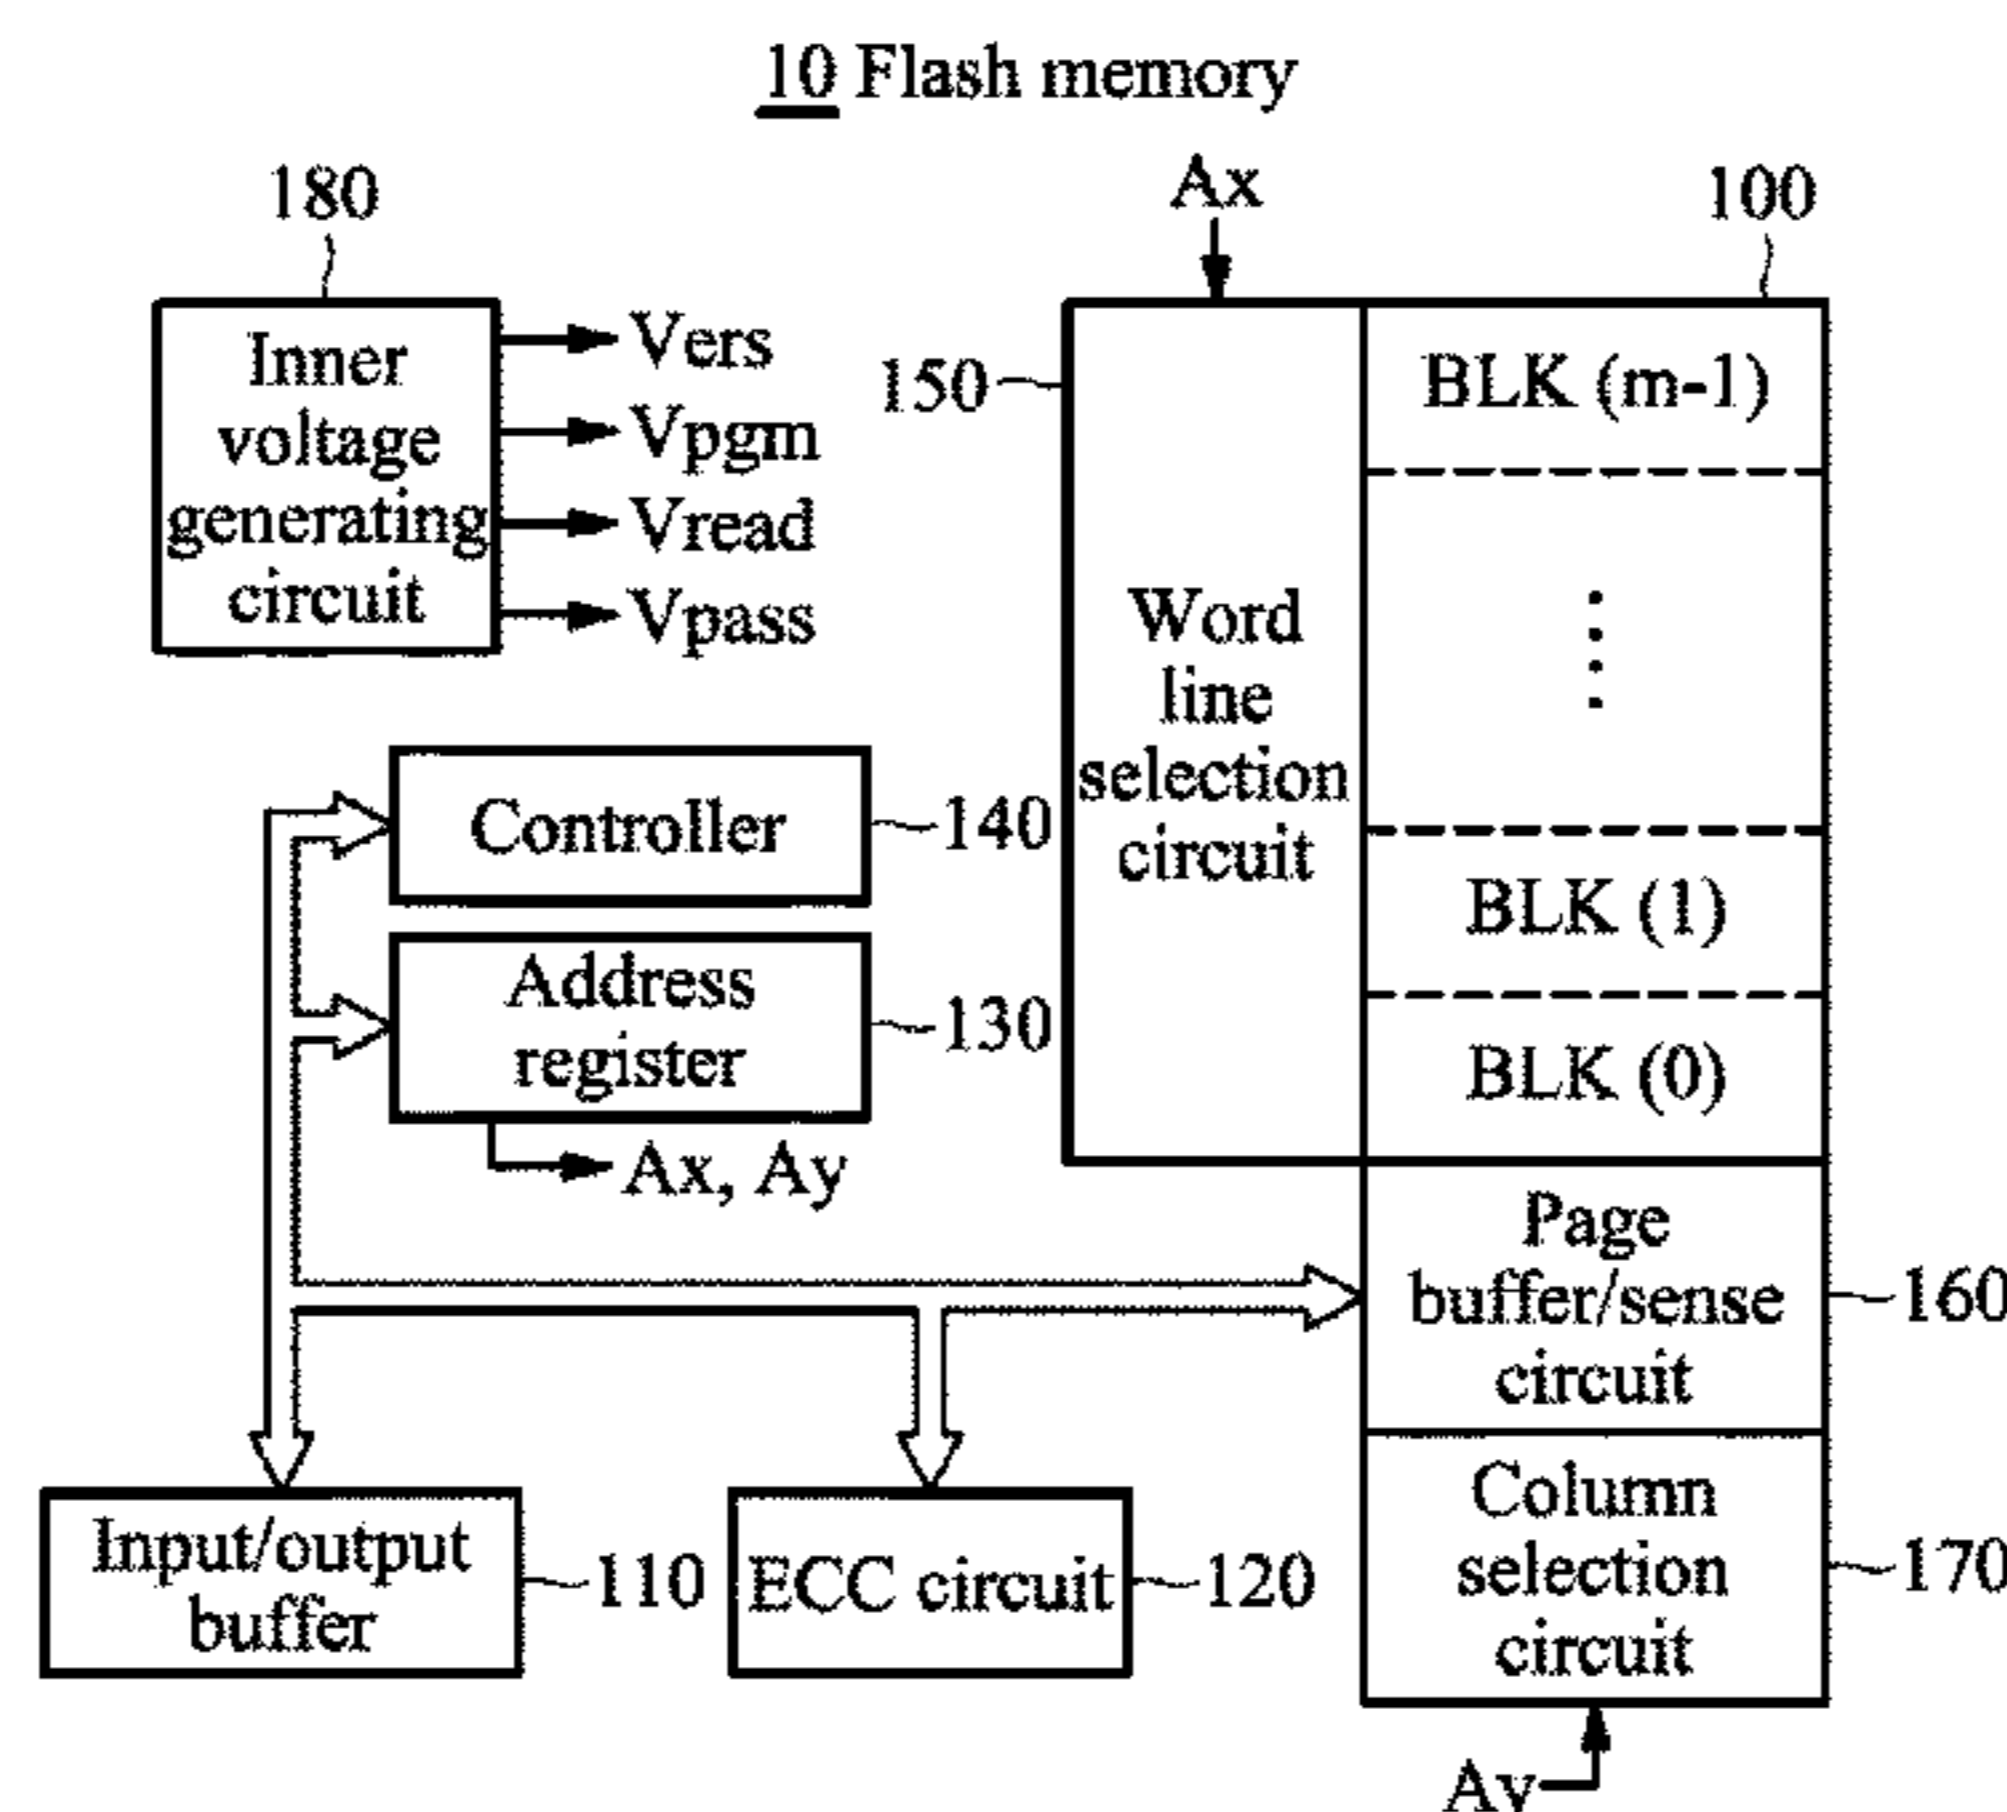 10 Flash memory
180
Inner
voltage
generating
circuit
Vers
Vpgm
Vread
Vpass
Ax
100
150
Word
line
selection
circuit
BLK (m-1)
BLK (1)
BLK (0)
Controller
140
Address
register
130
Ax, Ay
Page
buffer/sense
circuit
160
Column
selection
circuit
170
Ay
Input/output
buffer
110
ECC circuit
120